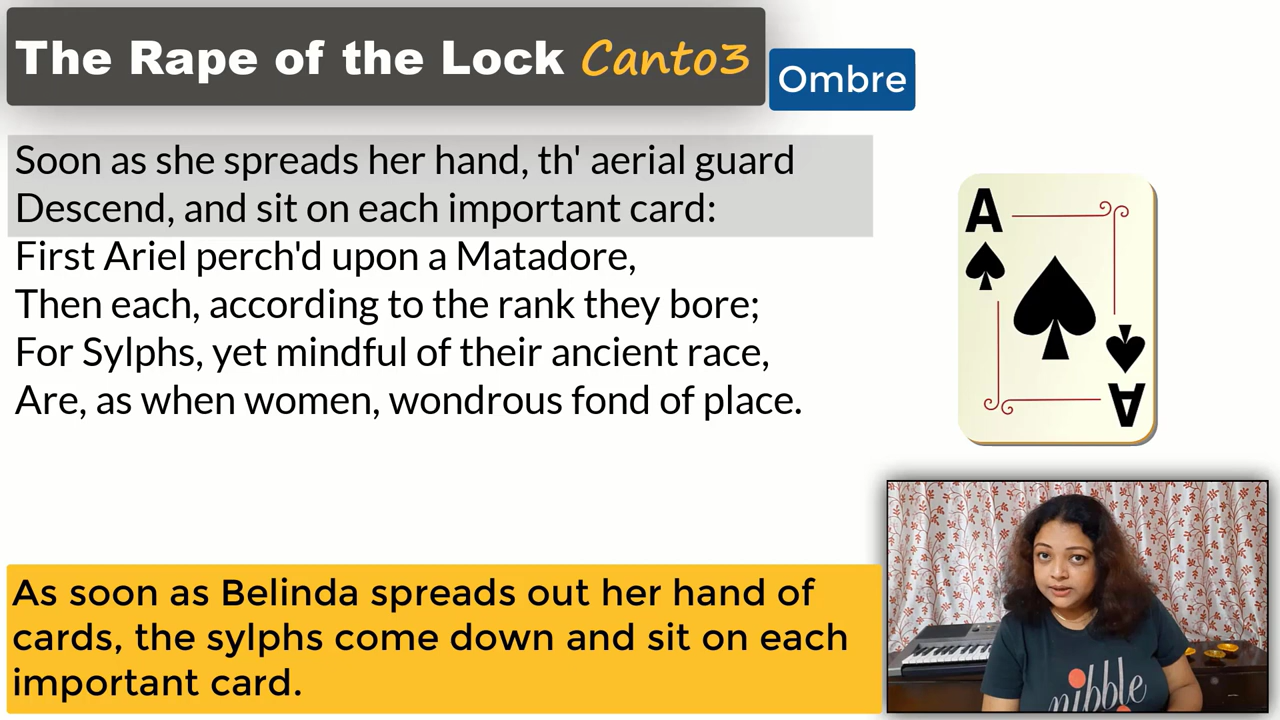 The Rape of the Lock Canto3
Ombre
Soon as she spreads her hand, th' aerial guard
Descend, and sit on each important card:
First Ariel perch'd upon a Matadore,
Then each, according to the rank they bore;
For Sylphs, yet mindful of their ancient race,
Are, as when women, wondrous fond of place.
A
A
As soon as Belinda spreads out her hand of
cards, the sylphs come down and sit on each
important card.
nibble